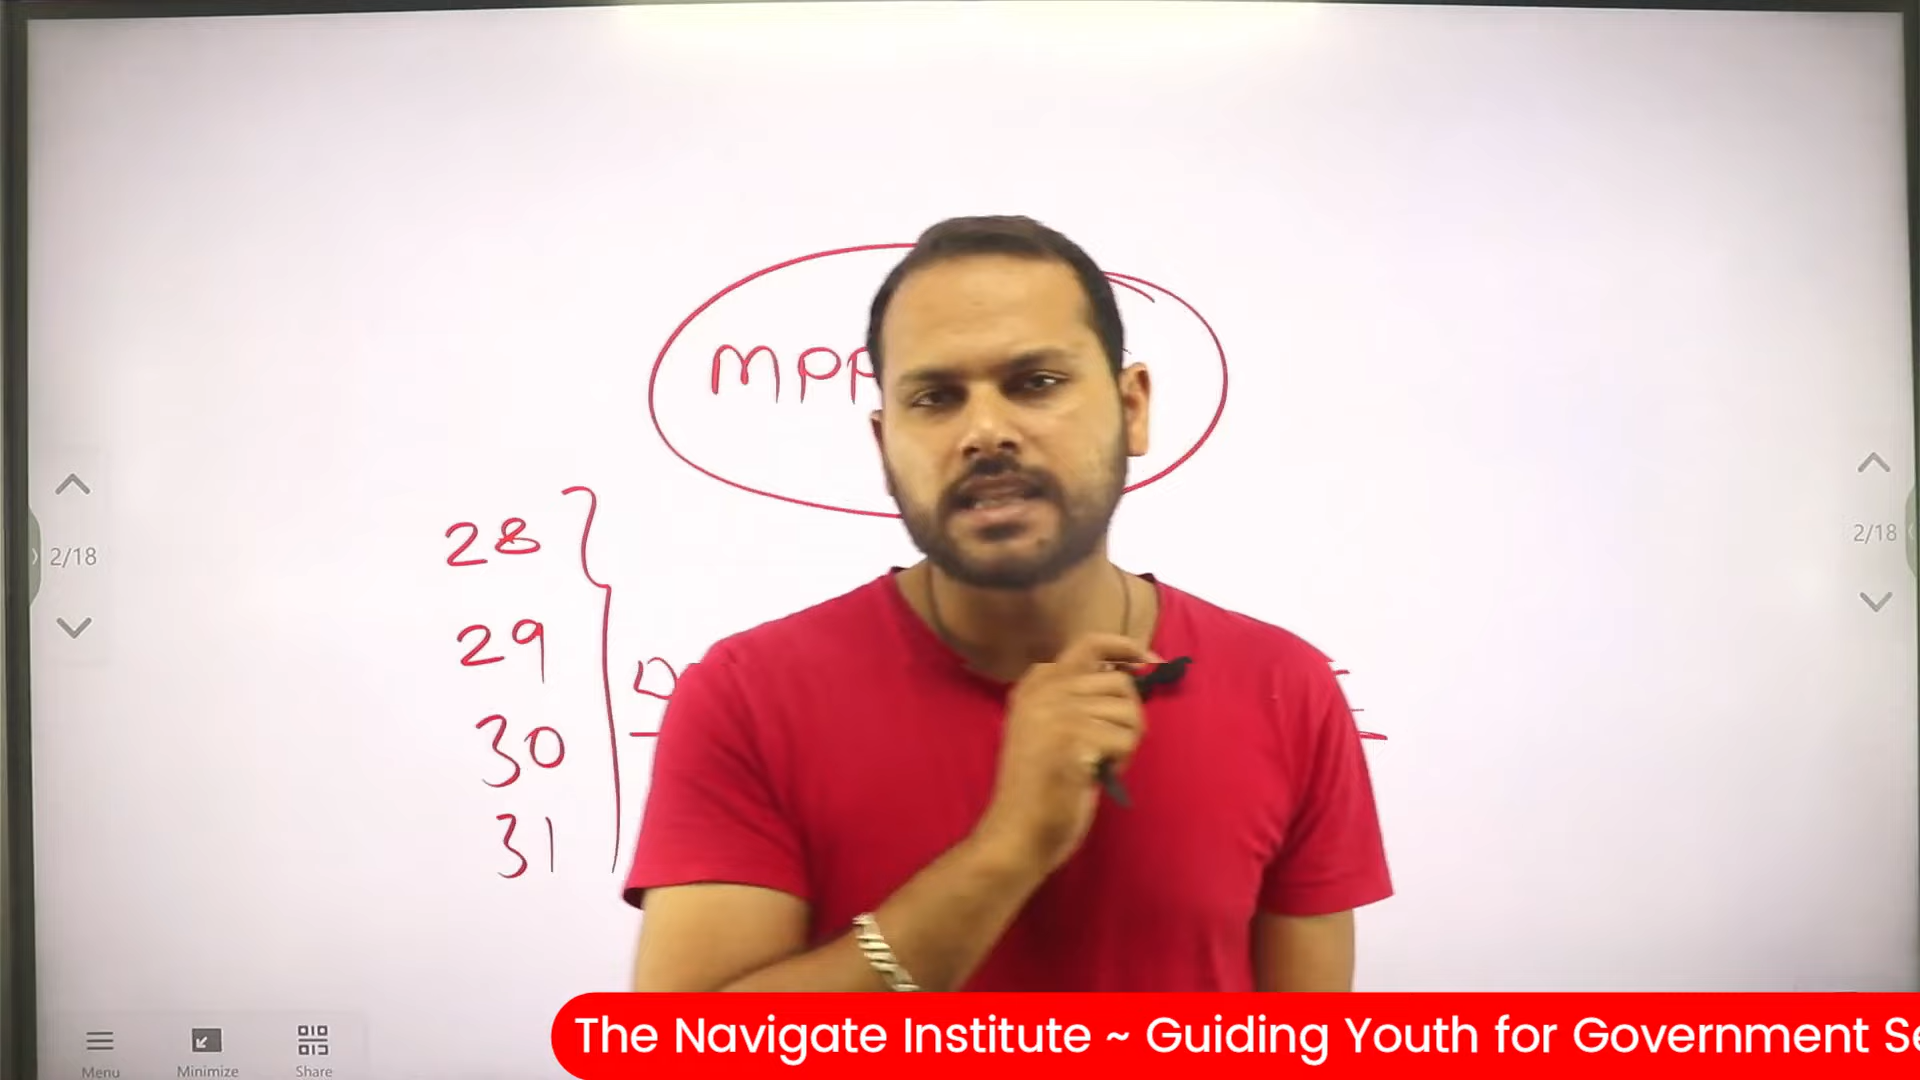 MPP
28
29
30
31
2/18
2/18
Menu
Minimize
Share
The Navigate Institute ~ Guiding Youth for Government Se